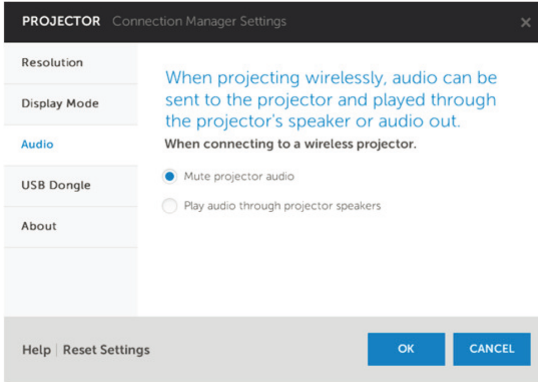 PROJECTOR Connection Manager Settings
Resolution
Display Mode
Audio
USB Dongle
About
When projecting wirelessly, audio can be
sent to the projector and played through
the projector's speaker or audio out.
When connecting to a wireless projector.
Mute projector audio
Play audio through projector speakers
Help | Reset Settings
OK
CANCEL